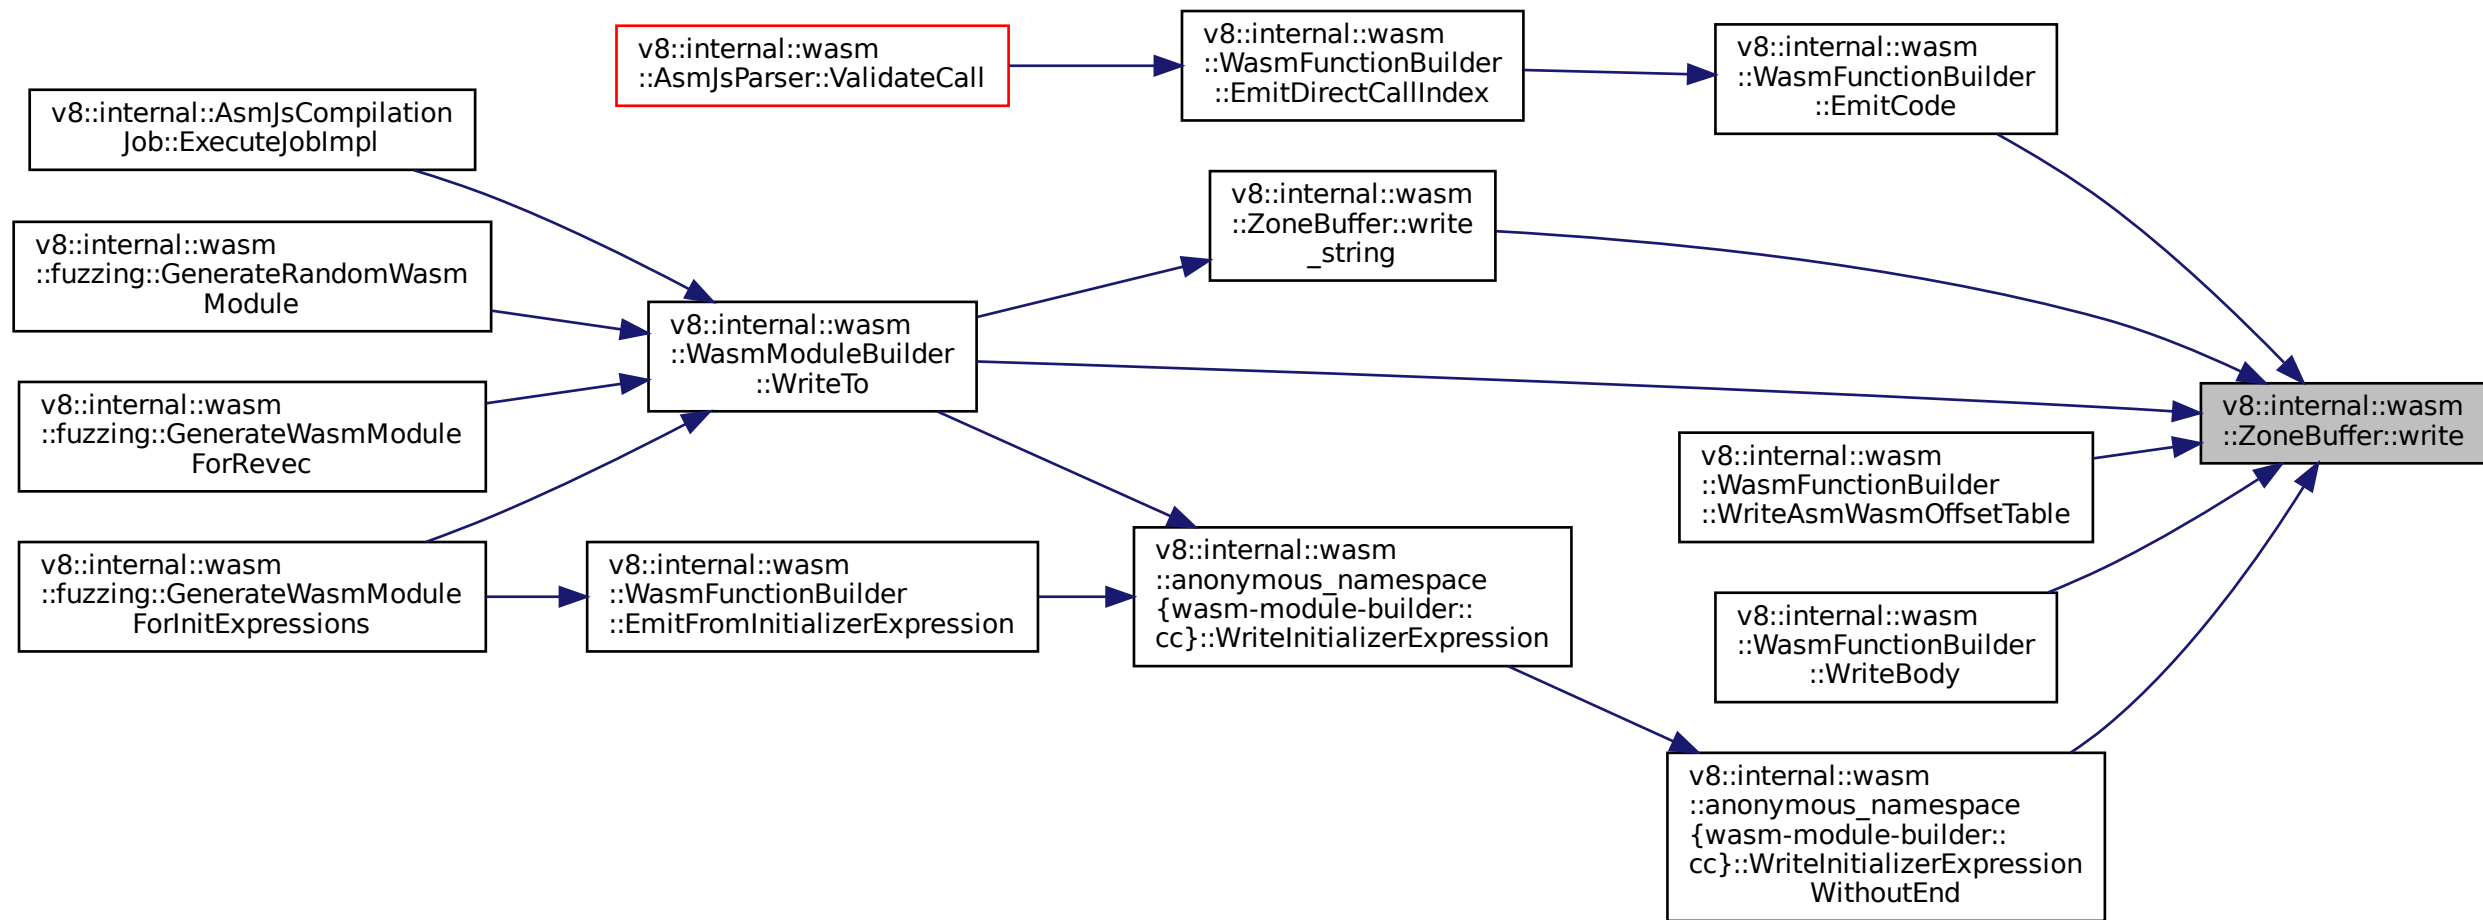 v8::internal::wasm
::AsmJsParser::ValidateCall
v8::internal::wasm
::WasmFunctionBuilder
::EmitDirectCallIndex
v8::internal::wasm
::WasmFunctionBuilder
::EmitCode
v8::internal::AsmJsCompilation
Job::ExecuteJobImpl
v8::internal::wasm
::ZoneBuffer::write
_string
v8::internal::wasm
::fuzzing::GenerateRandomWasm
Module
v8::internal::wasm
::WasmModuleBuilder
::WriteTo
v8::internal::wasm
::fuzzing::GenerateWasmModule
ForRevec
v8::internal::wasm
::ZoneBuffer::write
v8::internal::wasm
::WasmFunctionBuilder
::WriteAsmWasmOffsetTable
v8::internal::wasm
::fuzzing::GenerateWasmModule
ForInitExpressions
v8::internal::wasm
::WasmFunctionBuilder
::EmitFromInitializerExpression
v8::internal::wasm
::anonymous_namespace
{wasm-module-builder::
cc}::WriteInitializerExpression
v8::internal::wasm
::WasmFunctionBuilder
::WriteBody
v8::internal::wasm
::anonymous_namespace
{wasm-module-builder::
cc}::WriteInitializerExpression
WithoutEnd